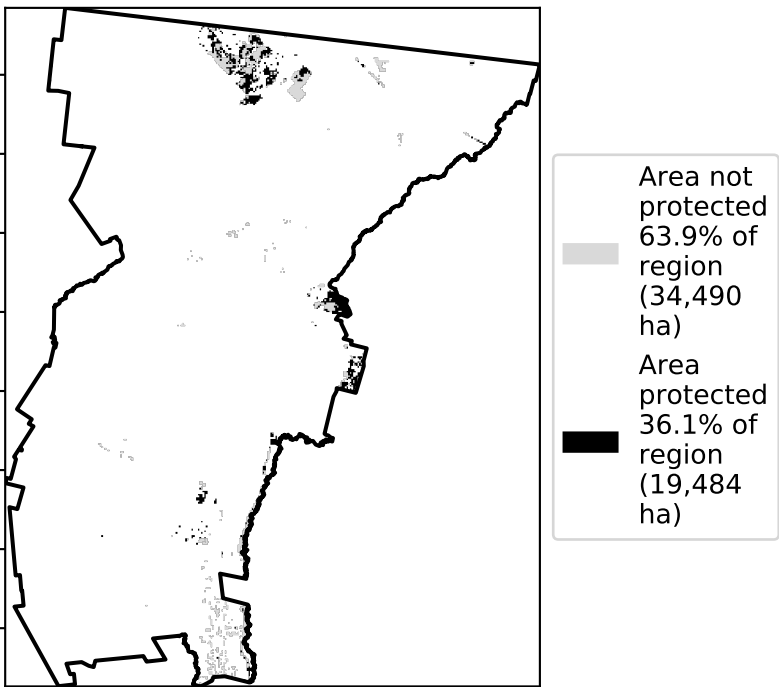 Area not
protected
63.9% of
region
(34,490
ha)
Area
protected
36.1% of
region
(19,484
ha)